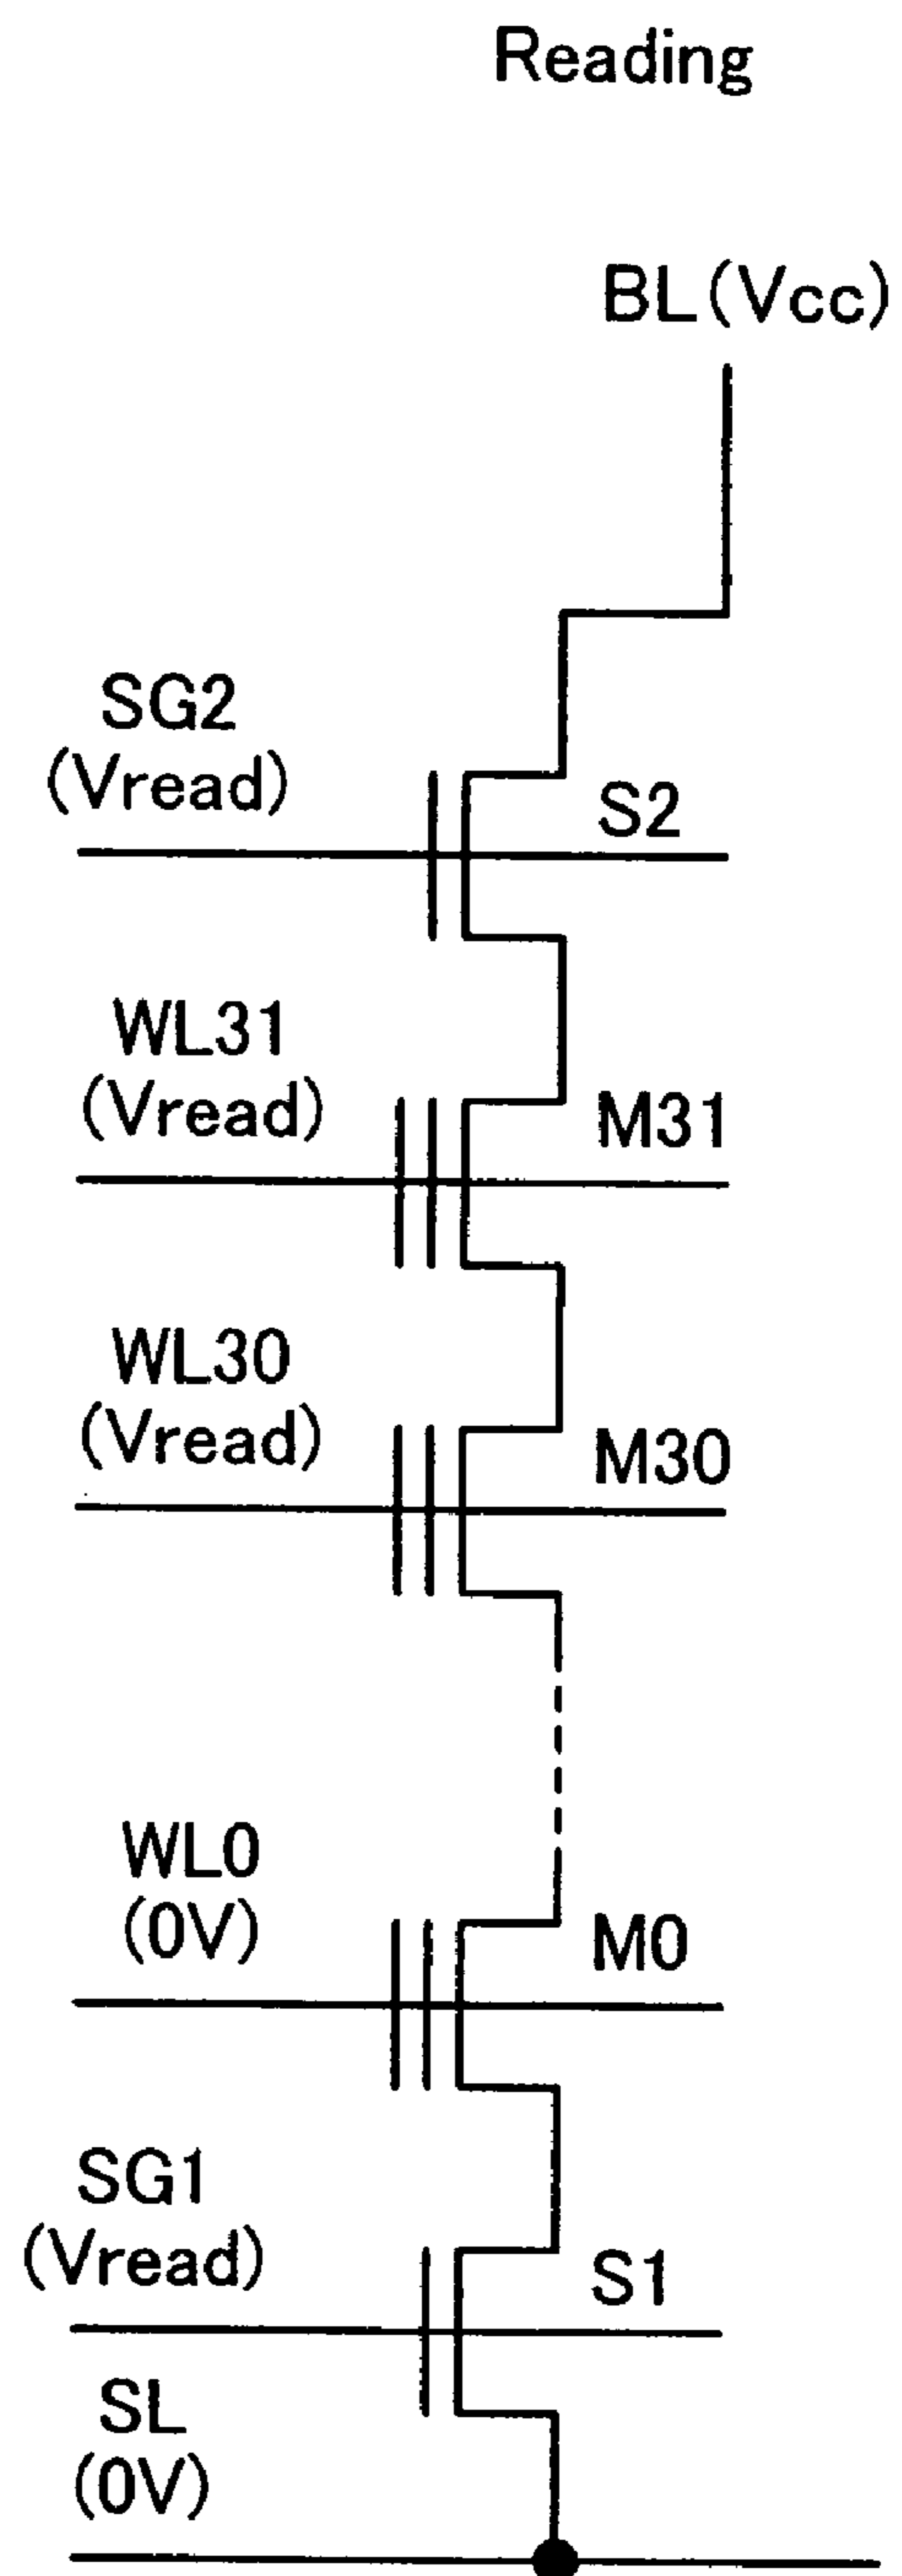 Reading
BL(Vcc)
SG2
(Vread)
S2
WL31
(Vread)
M31
WL30
(Vread)
M30
WL0
(0V)
M0
SG1
(Vread)
S1
SL
(0V)